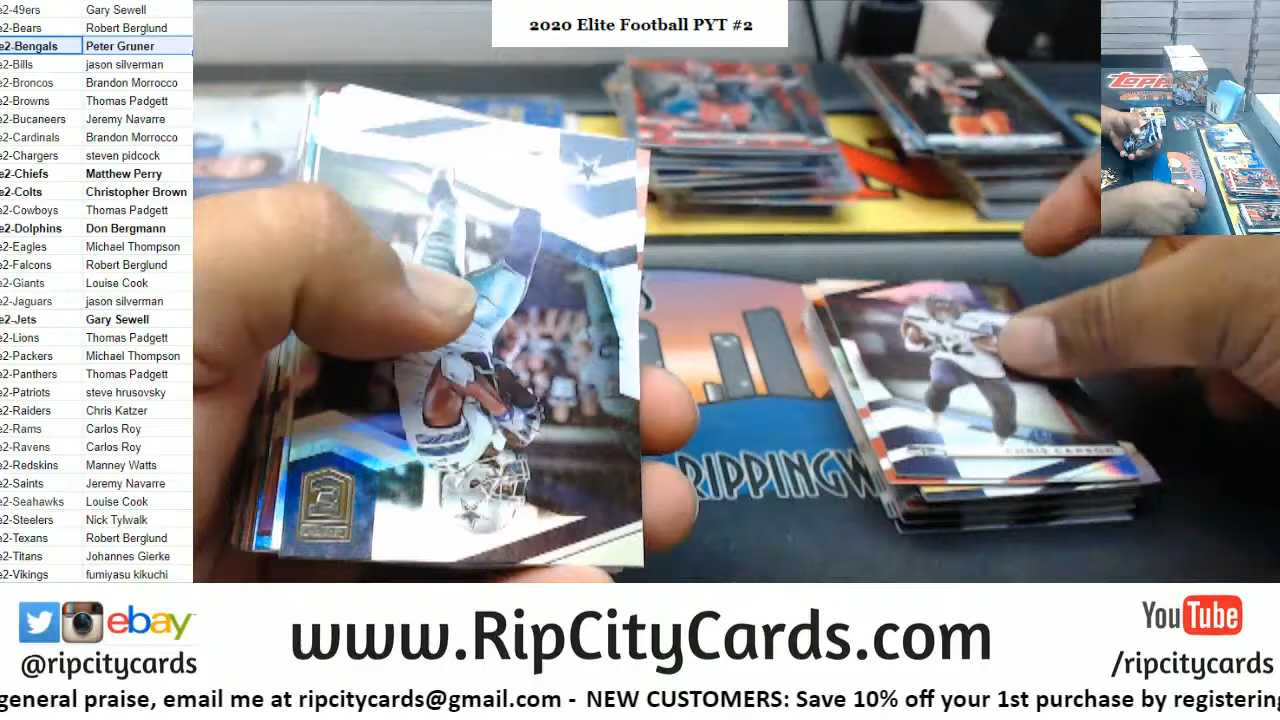 e2-49ers Gary Sewell
e2-Bears Robert Berglund
e2-Bengals Peter Gruner
e2-Bills jason silverman
e2-Broncos Brandon Morrocco
e2-Browns Thomas Padgett
e2-Bucaneers Jeremy Navarre
e2-Cardinals Brandon Morrocco
e2-Chargers steven pidcock
e2-Chiefs Matthew Perry
e2-Colts Christopher Brown
e2-Cowboys Thomas Padgett
e2-Dolphins Don Bergmann
e2-Eagles Michael Thompson
e2-Falcons Robert Berglund
e2-Giants Louise Cook
e2-Jaguars jason silverman
e2-Jets Gary Sewell
e2-Lions Thomas Padgett
e2-Packers Michael Thompson
e2-Panthers Thomas Padgett
e2-Patriots steve hrusovsky
e2-Raiders Chris Katzer
e2-Rams Carlos Roy
e2-Ravens Carlos Roy
e2-Redskins Manney Watts
e2-Saints Jeremy Navarre
e2-Seahawks Louise Cook
e2-Steelers Nick Tylwalk
e2-Texans Robert Berglund
e2-Titans Johannes Gierke
e2-Vikings fumiyasu kikuchi
2020 Elite Football PYT #2
TOPPS
CHRIS CARSON
RIPPINGW
ebay
@ripcitycards
www.RipCityCards.com
YouTube
/ripcitycards
general praise, email me at ripcitycards@gmail.com - NEW CUSTOMERS: Save 10% off your 1st purchase by registering